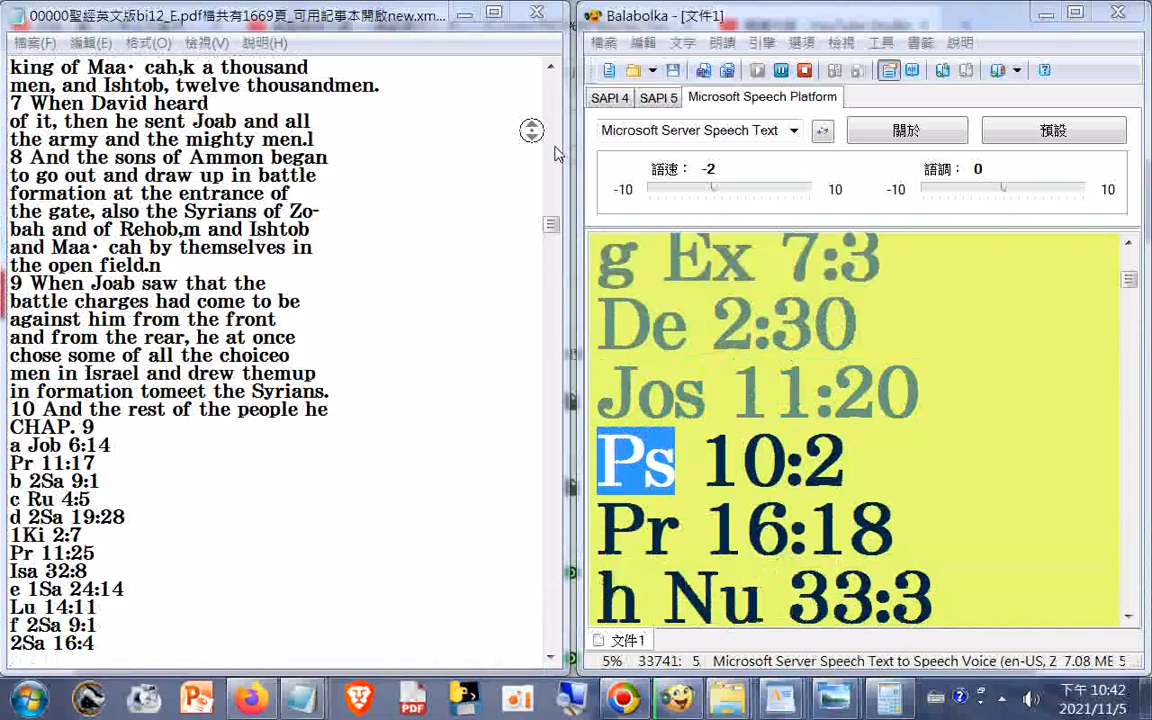 00000聖經英文版bi12_E.pdf檔共有1669頁_可用記事本開啟new.xm...
檔案(F) 編輯(E) 格式(O) 檢視(V) 說明(H)
king of Maa· cah,k a thousand
men, and Ishtob, twelve thousandmen.
7 When David heard
of it, then he sent Joab and all
the army and the mighty men.l
8 And the sons of Ammon began
to go out and draw up in battle
formation at the entrance of
the gate, also the Syrians of Zo-
bah and of Rehob,m and Ishtob
and Maa· cah by themselves in
the open field.n
9 When Joab saw that the
battle charges had come to be
against him from the front
and from the rear, he at once
chose some of all the choiceo
men in Israel and drew themup
in formation tomeet the Syrians.
10 And the rest of the people he
CHAP. 9
a Job 6:14
Pr 11:17
b 2Sa 9:1
c Ru 4:5
d 2Sa 19:28
1Ki 2:7
Pr 11:25
Isa 32:8
e 1Sa 24:14
Lu 14:11
f 2Sa 9:1
2Sa 16:4
Balabolka - [文件1]
檔案 編輯 文字 朗讀 引擎 選項 檢視 工具 書籤 說明
SAPI 4 SAPI 5 Microsoft Speech Platform
Microsoft Server Speech Text 關於 預設
語速： -2 語調： 0
-10 10 -10 10
g Ex 7:3
De 2:30
Jos 11:20
Ps 10:2
Pr 16:18
h Nu 33:3
文件1
5% 33741: 5 Microsoft Server Speech Text to Speech Voice (en-US, Z 7.08 MB 5
下午 10:42
2021/11/5